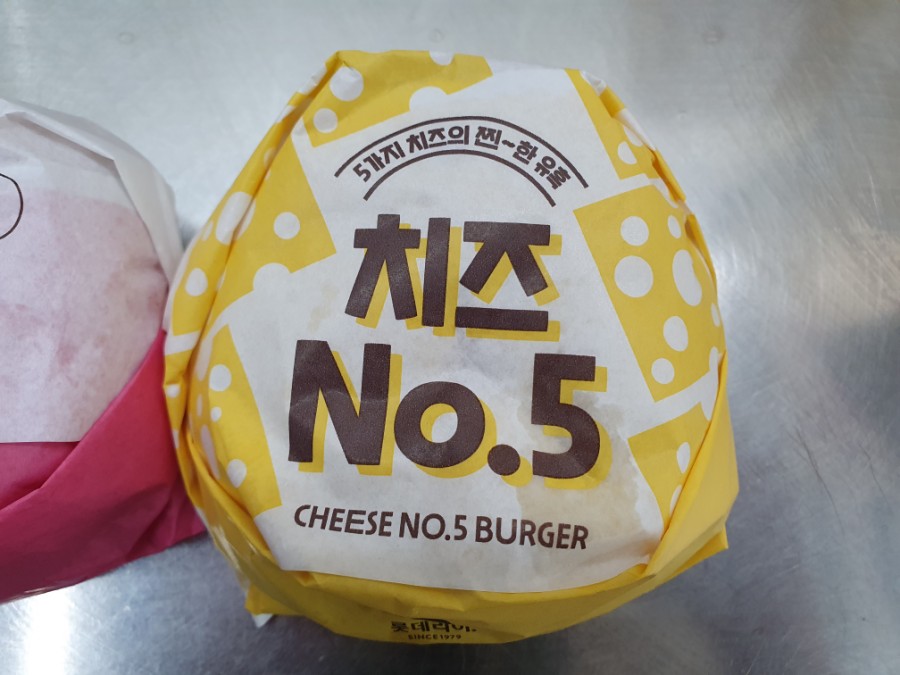 5가지 치즈의 찐~한 유혹
치즈
No.5
CHEESE NO.5 BURGER
롯데리아.
SINCE 1979